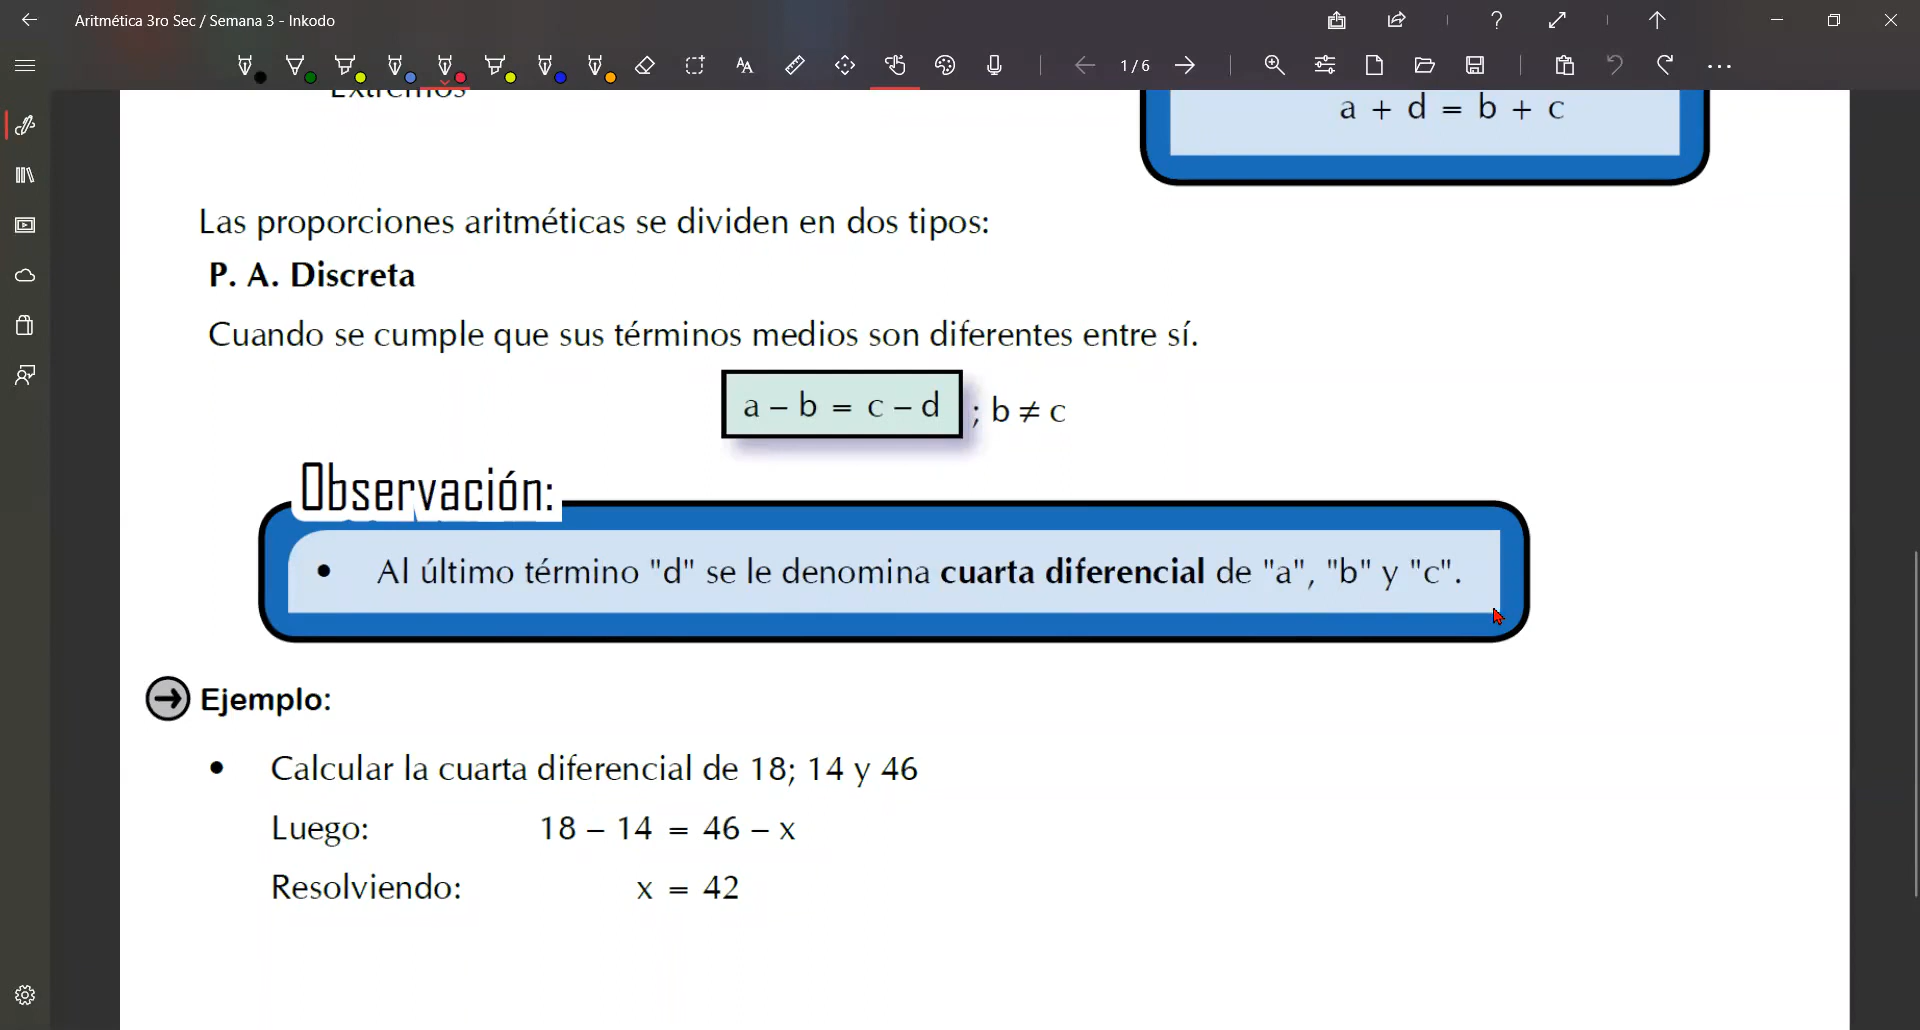 Aritmética 3ro Sec / Semana 3 - Inkodo
1 / 6
Extremos
a + d = b + c
Las proporciones aritméticas se dividen en dos tipos:
P. A. Discreta
Cuando se cumple que sus términos medios son diferentes entre sí.
a – b = c – d ; b ≠ c
Observación:
• Al último término "d" se le denomina cuarta diferencial de "a", "b" y "c".
Ejemplo:
• Calcular la cuarta diferencial de 18; 14 y 46
Luego: 18 – 14 = 46 – x
Resolviendo: x = 42